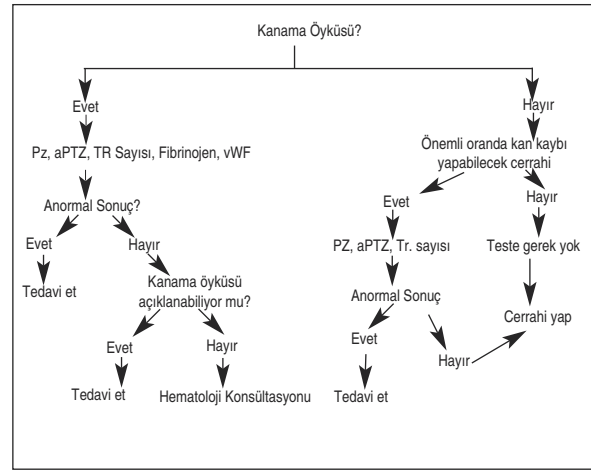 Kanama Öyküsü?
Evet
Hayır
Pz, aPTZ, TR Sayısı, Fibrinojen, vWF
Önemli oranda kan kaybı
yapabilecek cerrahi
Anormal Sonuç?
Evet
Hayır
Evet
Hayır
PZ, aPTZ, Tr. sayısı
Teste gerek yok
Tedavi et
Kanama öyküsü
açıklanabiliyor mu?
Anormal Sonuç
Cerrahi yap
Evet
Hayır
Evet
Hayır
Tedavi et
Hematoloji Konsültasyonu
Tedavi et